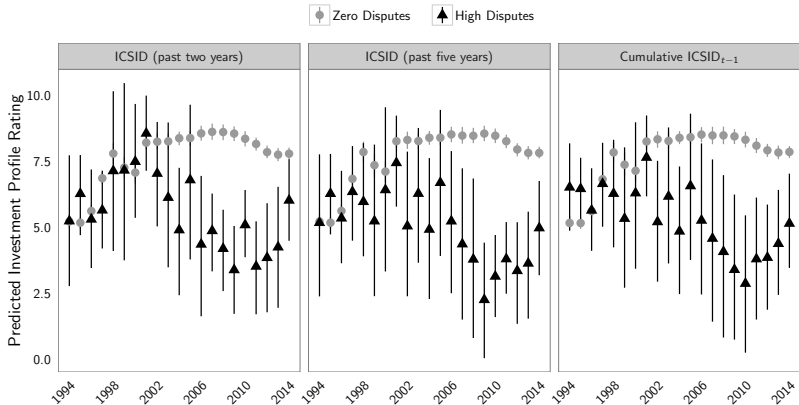 Zero Disputes High Disputes
ICSID (past two years) ICSID (past five years) Cumulative ICSIDₜ₋₁
Predicted Investment Profile Rating
10.0
7.5
5.0
2.5
0.0
1994 1998 2002 2006 2010 2014 1994 1998 2002 2006 2010 2014 1994 1998 2002 2006 2010 2014